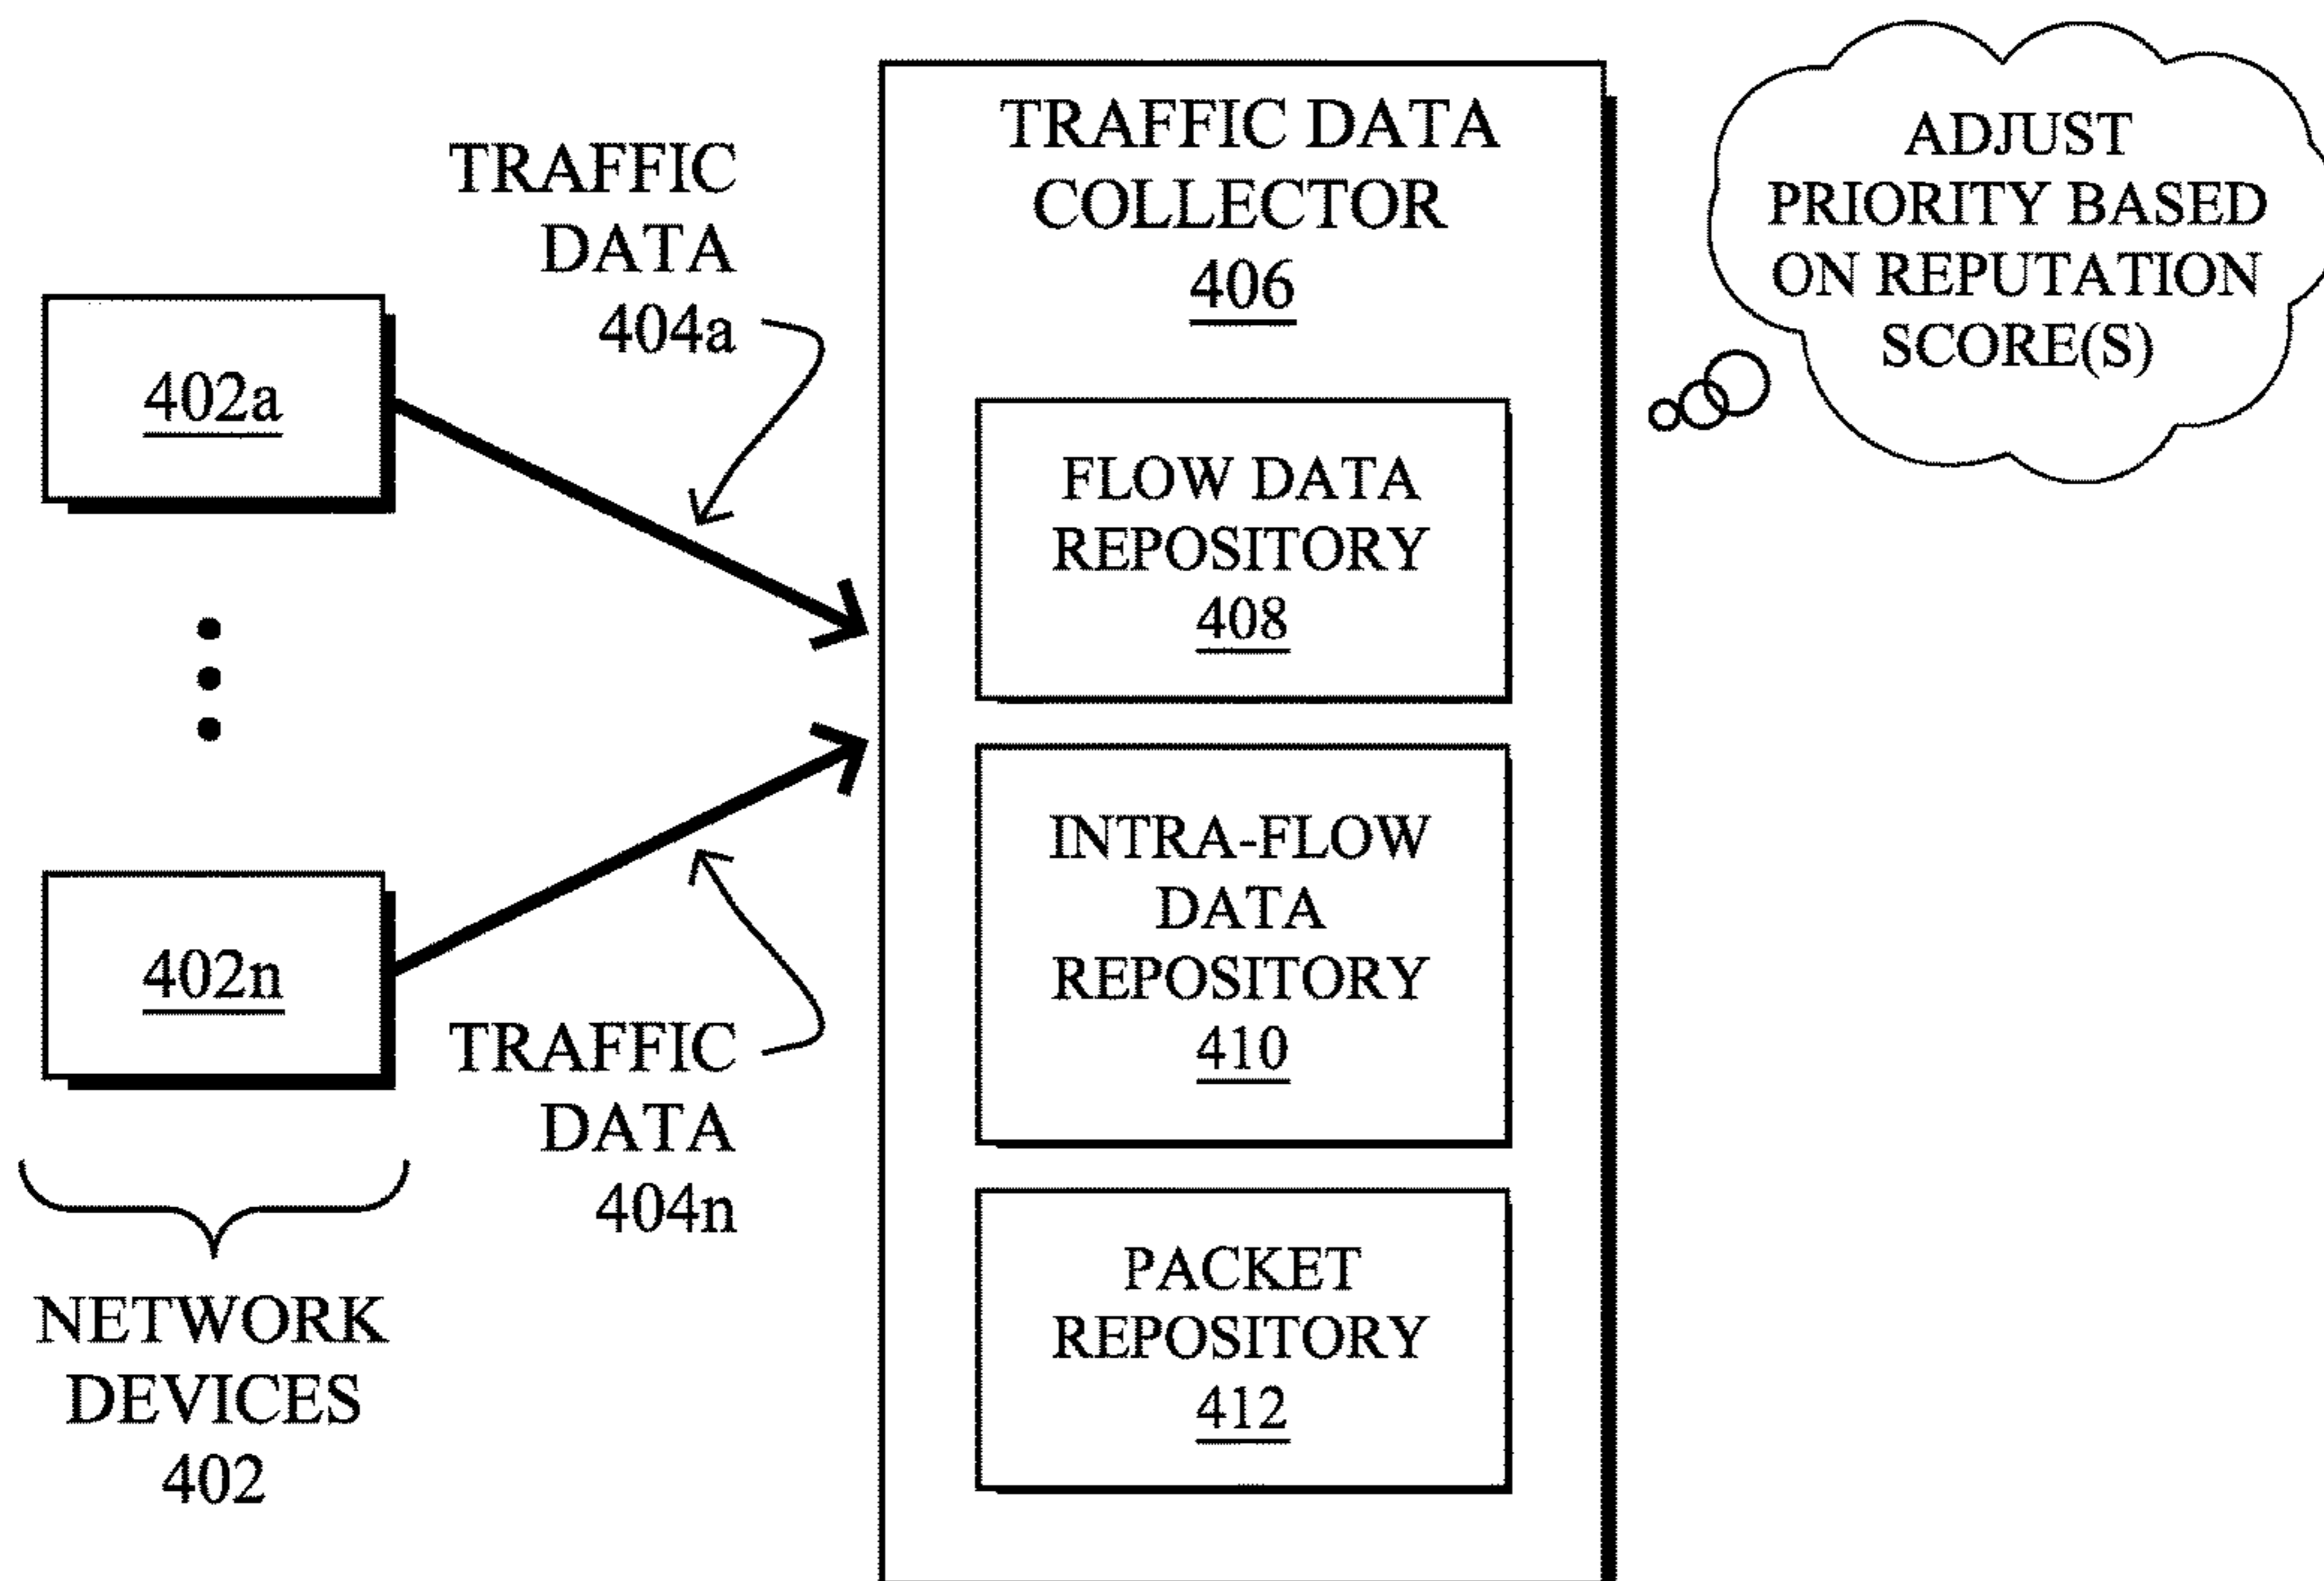 TRAFFIC
DATA
404a
402a
402n
TRAFFIC
DATA
404n
NETWORK
DEVICES
402
TRAFFIC DATA
COLLECTOR
406
FLOW DATA
REPOSITORY
408
INTRA-FLOW
DATA
REPOSITORY
410
PACKET
REPOSITORY
412
ADJUST
PRIORITY BASED
ON REPUTATION
SCORE(S)